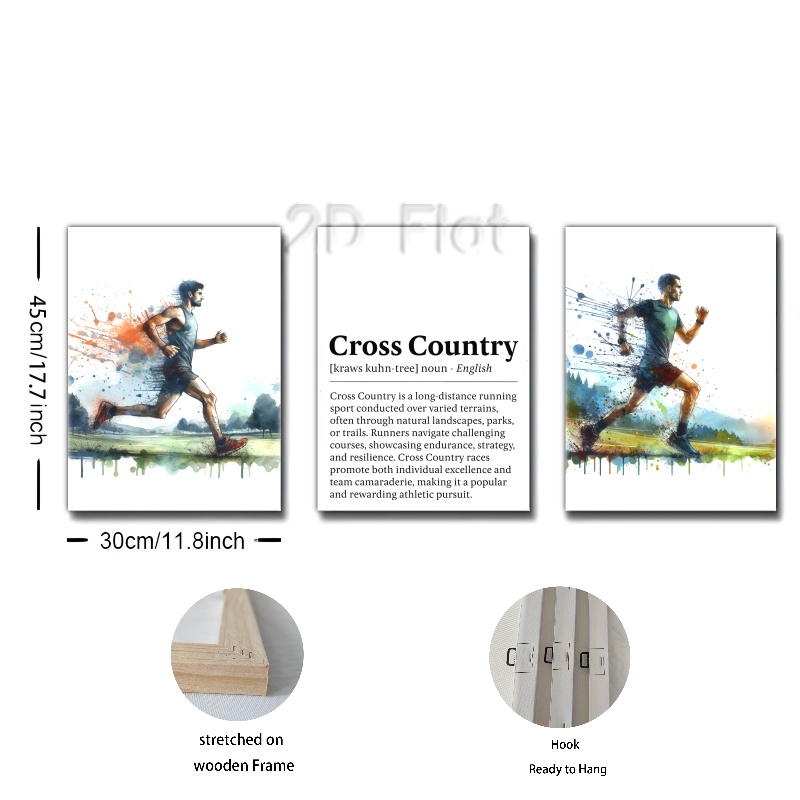 2D Flat
45cm/17.7inch
Cross Country
[kraws kuhn-tree] noun - English
Cross Country is a long-distance running
sport conducted over varied terrains,
often through natural landscapes, parks,
or trails. Runners navigate challenging
courses, showcasing endurance, strategy,
and resilience. Cross Country races
promote both individual excellence and
team camaraderie, making it a popular
and rewarding athletic pursuit.
30cm/11.8inch
stretched on
wooden Frame
Hook
Ready to Hang